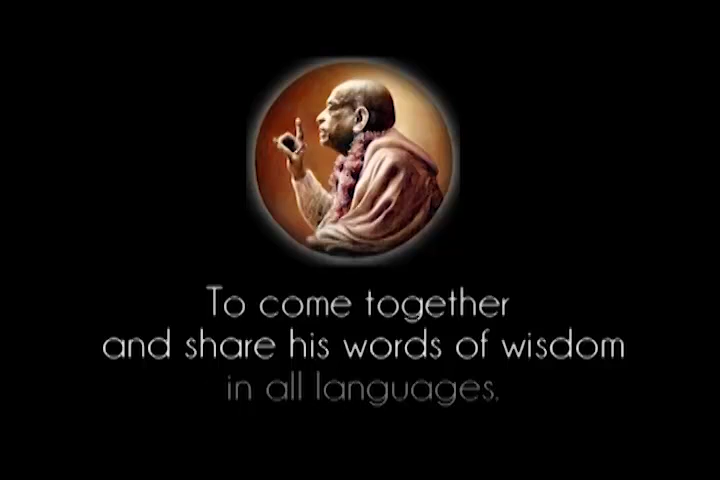 To come together
and share his words of wisdom
in all languages.